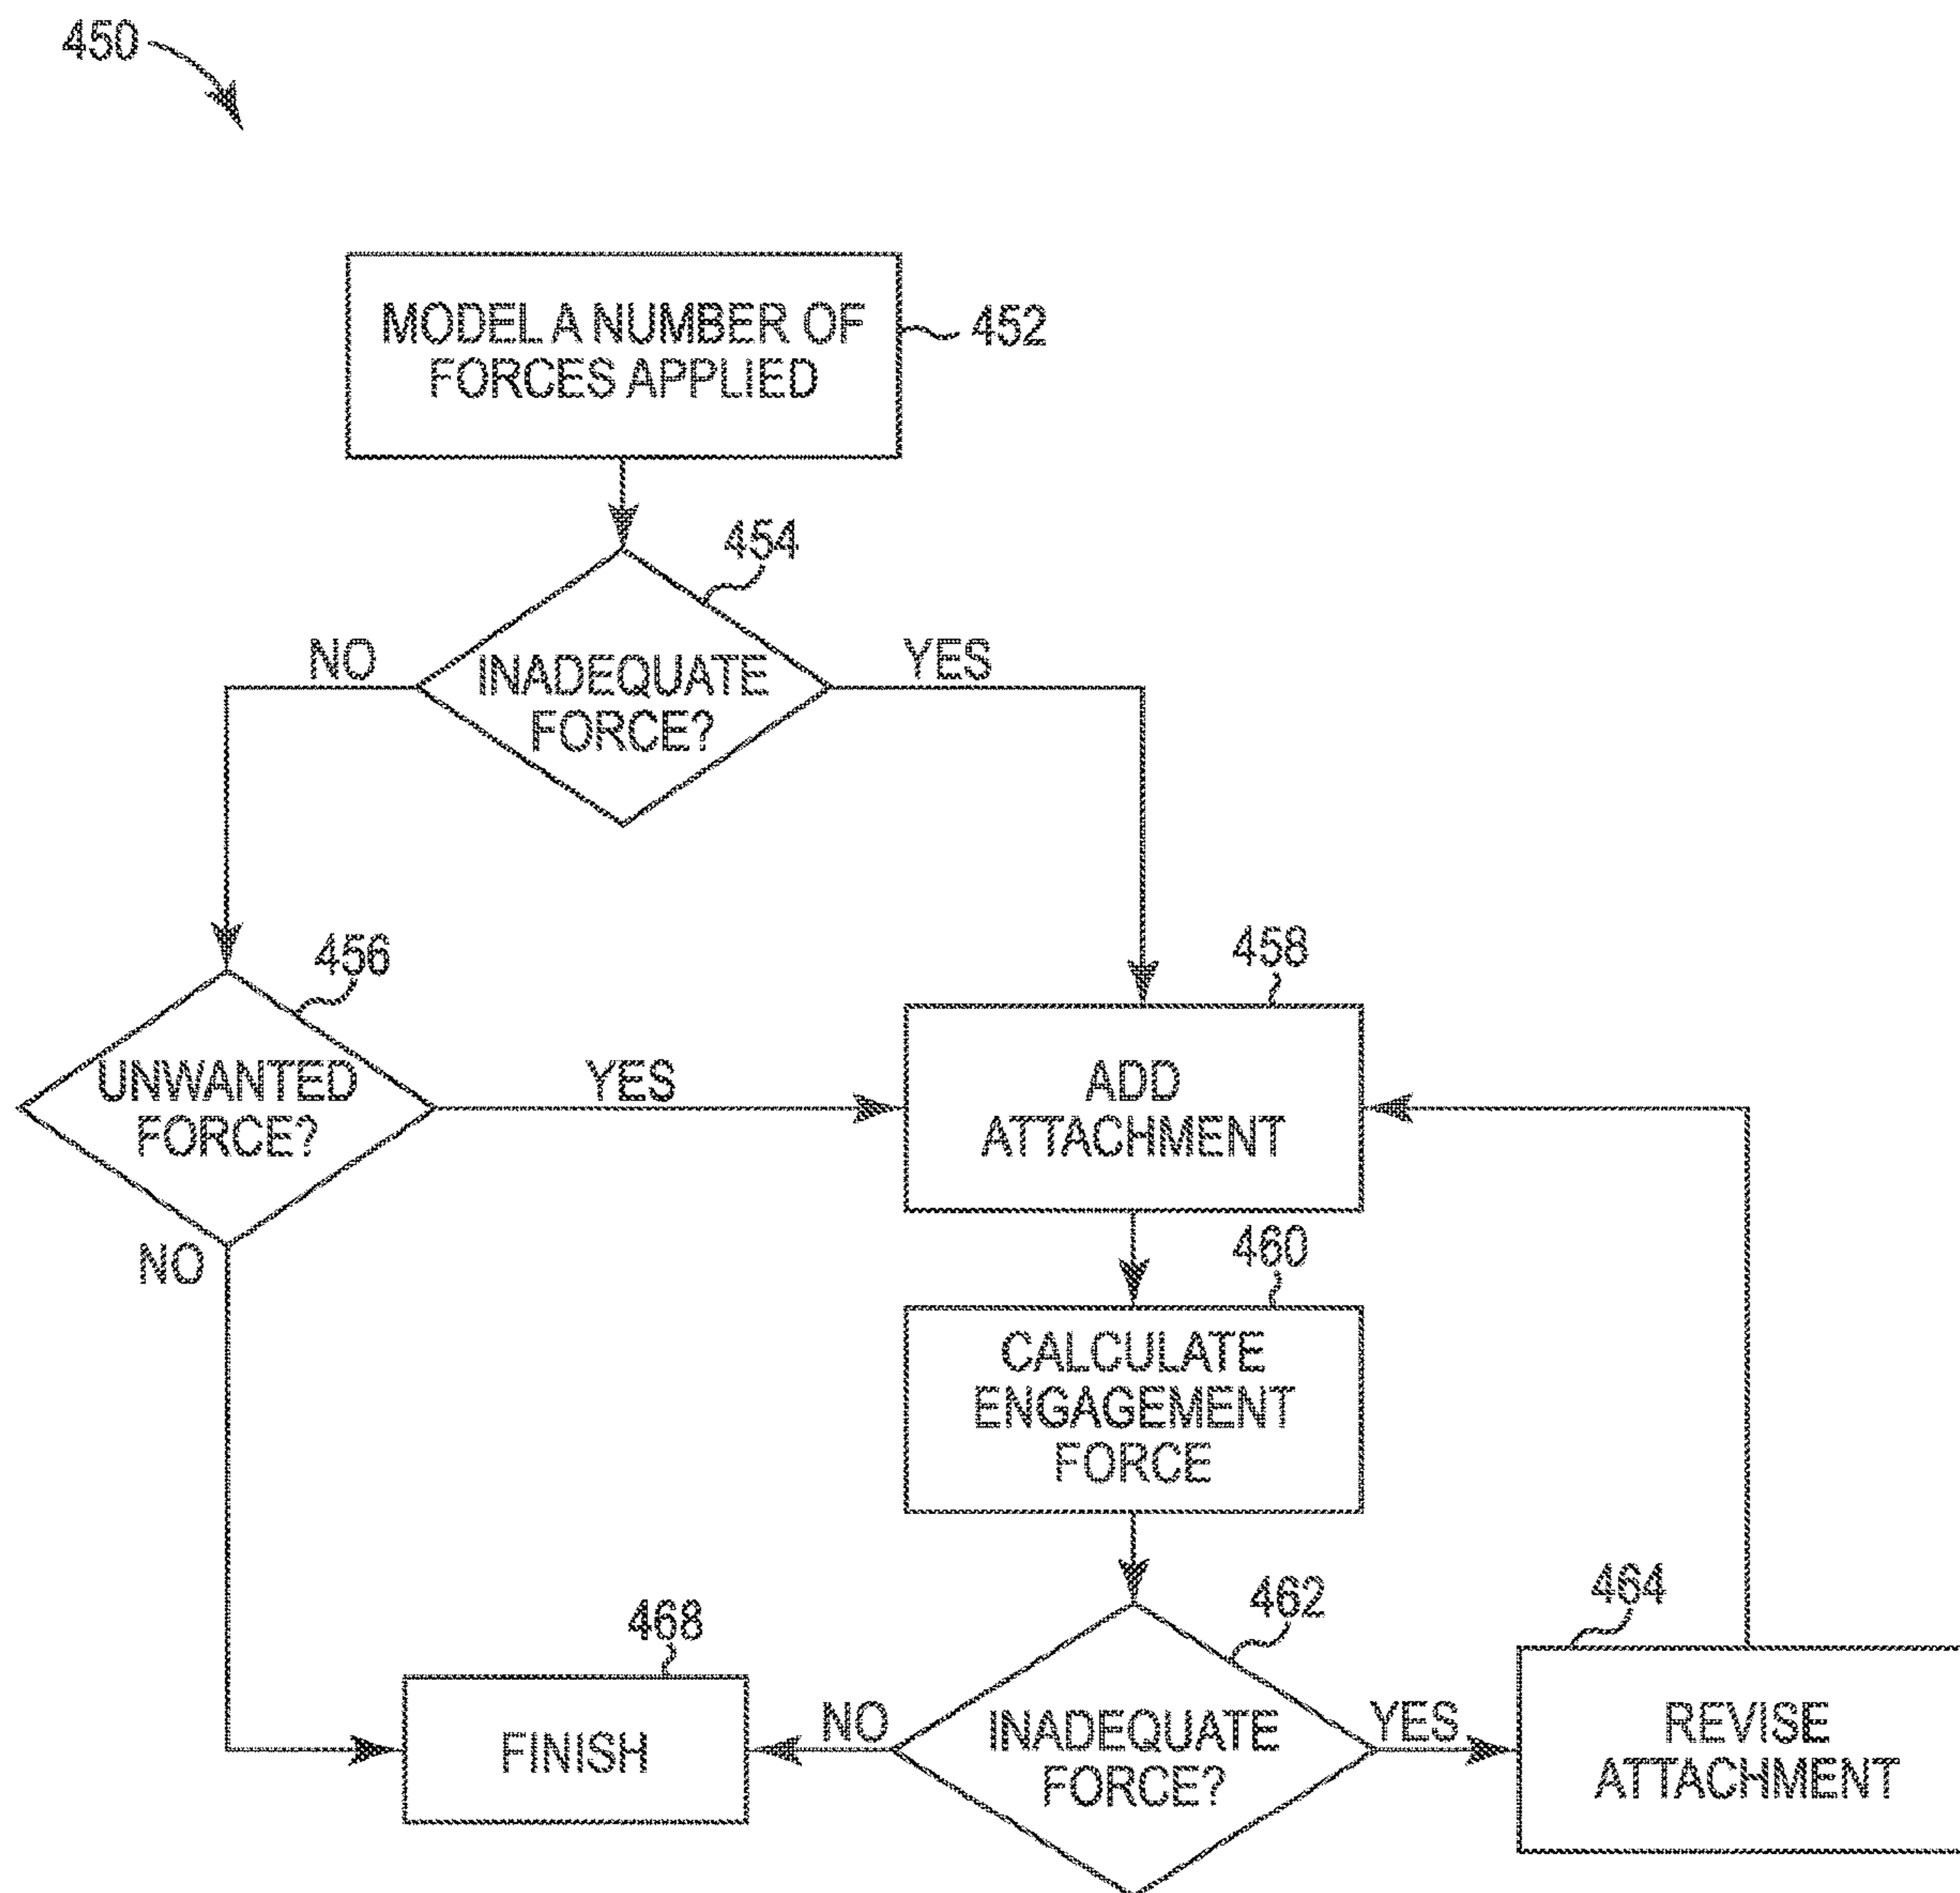 450
MODEL A NUMBER OF
FORCES APPLIED
452
454
NO
YES
INADEQUATE
FORCE?
456
458
UNWANTED
FORCE?
YES
ADD
ATTACHMENT
NO
460
CALCULATE
ENGAGEMENT
FORCE
462
464
468
NO
YES
FINISH
INADEQUATE
FORCE?
REVISE
ATTACHMENT